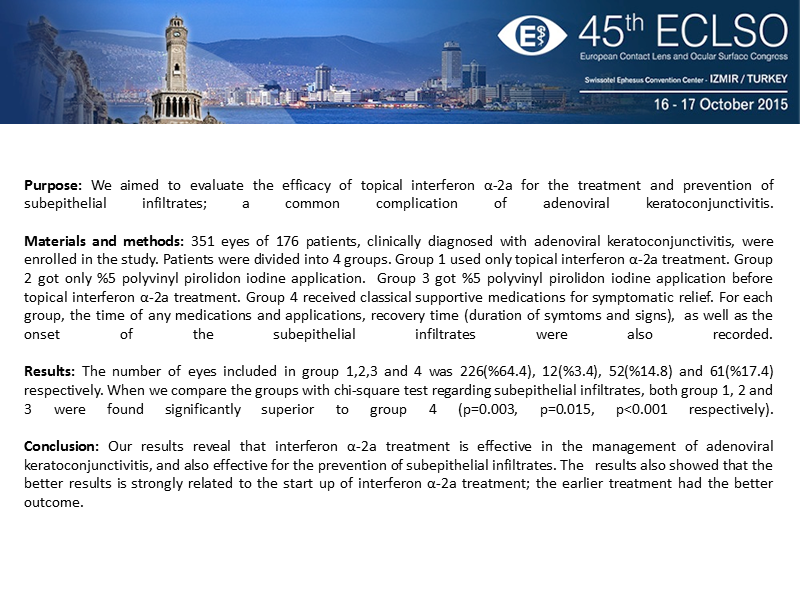 45th ECLSO
European Contact Lens and Ocular Surface Congress
Swissotel Ephesus Convention Center - IZMIR / TURKEY
16 - 17 October 2015
Purpose: We aimed to evaluate the efficacy of topical interferon α-2a for the treatment and prevention of
subepithelial infiltrates; a common complication of adenoviral keratoconjunctivitis.
Materials and methods: 351 eyes of 176 patients, clinically diagnosed with adenoviral keratoconjunctivitis, were
enrolled in the study. Patients were divided into 4 groups. Group 1 used only topical interferon α-2a treatment. Group
2 got only %5 polyvinyl pirolidon iodine application. Group 3 got %5 polyvinyl pirolidon iodine application before
topical interferon α-2a treatment. Group 4 received classical supportive medications for symptomatic relief. For each
group, the time of any medications and applications, recovery time (duration of symtoms and signs), as well as the
onset of the subepithelial infiltrates were also recorded.
Results: The number of eyes included in group 1,2,3 and 4 was 226(%64.4), 12(%3.4), 52(%14.8) and 61(%17.4)
respectively. When we compare the groups with chi-square test regarding subepithelial infiltrates, both group 1, 2 and
3 were found significantly superior to group 4 (p=0.003, p=0.015, p<0.001 respectively).
Conclusion: Our results reveal that interferon α-2a treatment is effective in the management of adenoviral
keratoconjunctivitis, and also effective for the prevention of subepithelial infiltrates. The results also showed that the
better results is strongly related to the start up of interferon α-2a treatment; the earlier treatment had the better
outcome.